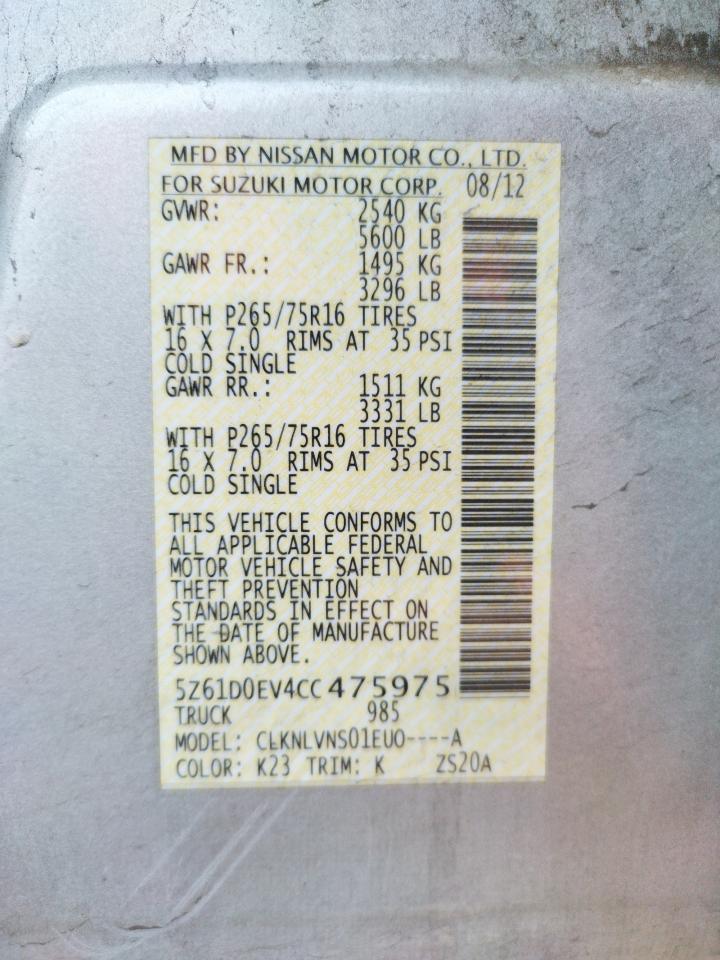 MFD BY NISSAN MOTOR CO., LTD.
FOR SUZUKI MOTOR CORP. 08/12
GVWR: 2540 KG
5600 LB
GAWR FR.: 1495 KG
3296 LB
WITH P265/75R16 TIRES
16 X 7.0 RIMS AT 35 PSI
COLD SINGLE
GAWR RR.: 1511 KG
3331 LB
WITH P265/75R16 TIRES
16 X 7.0 RIMS AT 35 PSI
COLD SINGLE
THIS VEHICLE CONFORMS TO
ALL APPLICABLE FEDERAL
MOTOR VEHICLE SAFETY AND
THEFT PREVENTION
STANDARDS IN EFFECT ON
THE DATE OF MANUFACTURE
SHOWN ABOVE.
5Z61D0EV4CC475975
TRUCK 985
MODEL: CLKNLVNS01EU0----A
COLOR: K23 TRIM: K ZS20A